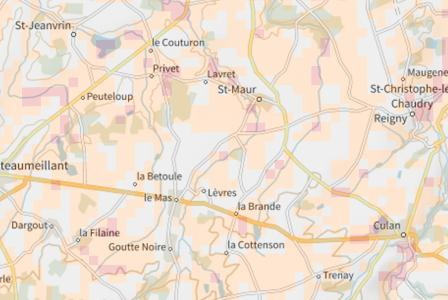 St-Jeanvrin
le Couturon
Privet
Lavret
Maugene
St-Maur
St-Christophe-le
Chaudry
Peuteloup
Reigny
teaumeillant
la Betoule
Lèvres
le Mas
la Brande
Dargout
la Filaine
Culan
Goutte Noire
la Cottenson
Trenay
rle